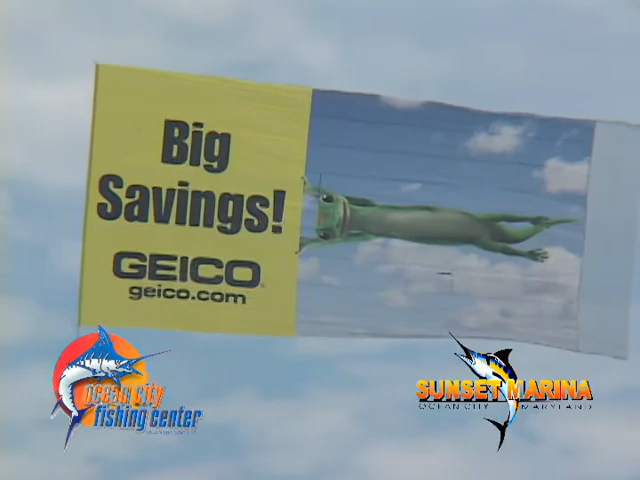 Big
Savings!
GEICO
geico.com
ocean city
fishing center
SUNSET MARINA
OCEAN CITY MARYLAND